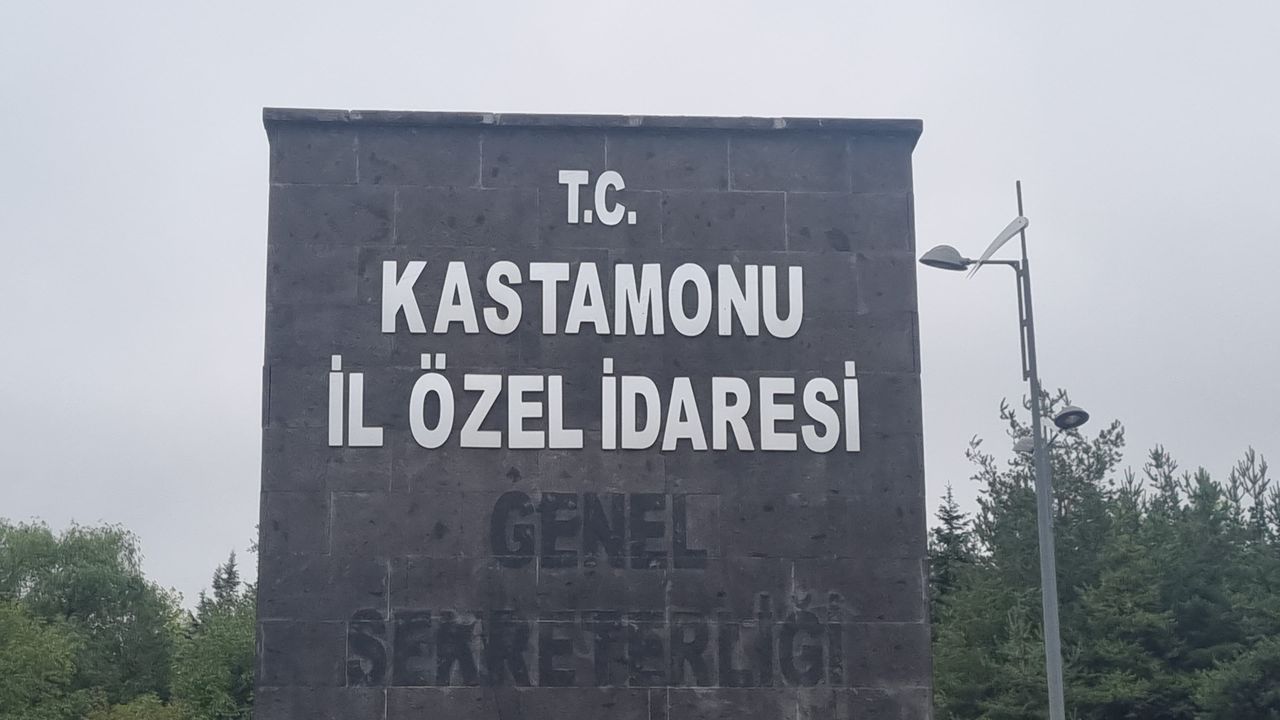 T.C.
KASTAMONU
İL ÖZEL İDARESİ
GENEL
SEKRETERLİĞİ